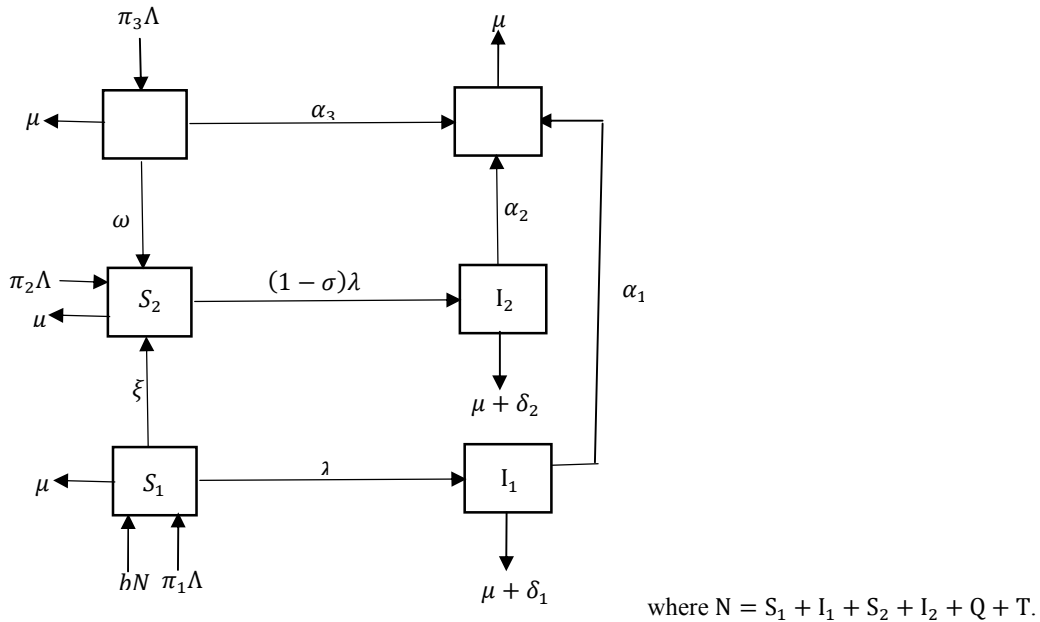 π₃Λ
μ
μ
α₃
ω
α₂
α₁
π₂Λ
S₂
(1 − σ)λ
I₂
μ
ξ
μ + δ₂
μ
S₁
λ
I₁
bN π₁Λ
μ + δ₁
where N = S₁ + I₁ + S₂ + I₂ + Q + T.